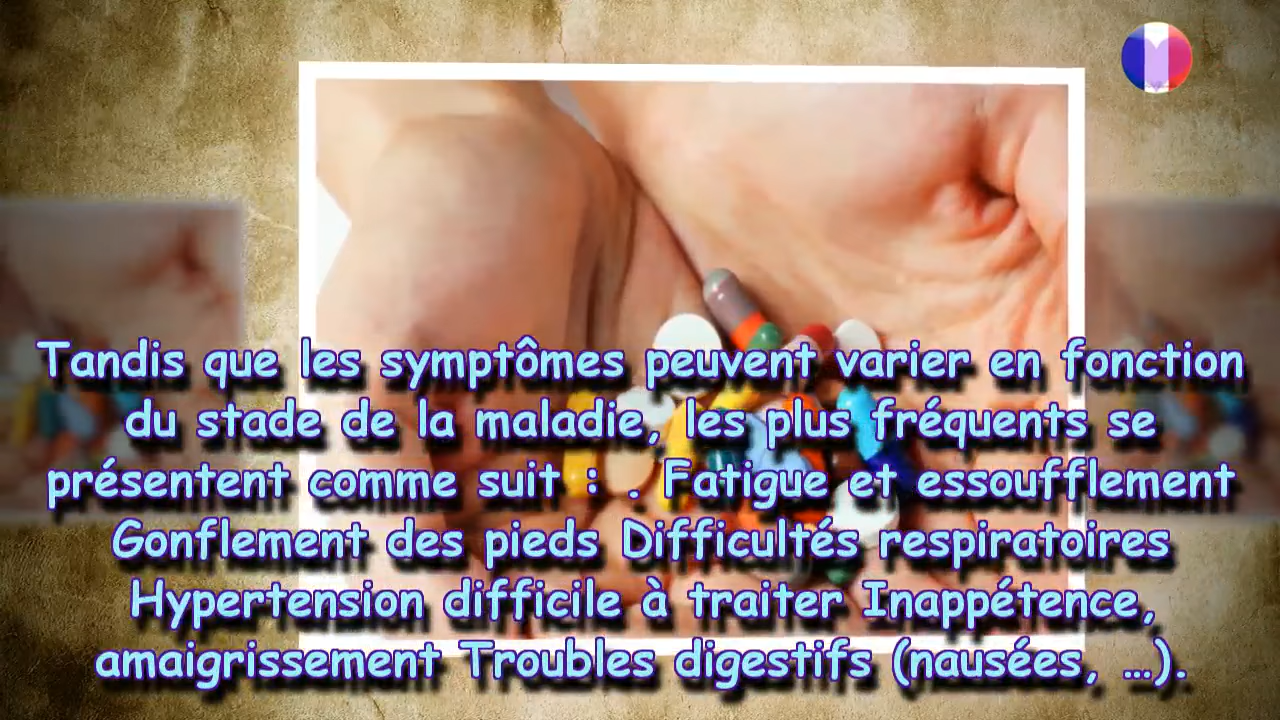 Tandis que les symptômes peuvent varier en fonction
du stade de la maladie, les plus fréquents se
présentent comme suit : . Fatigue et essoufflement
Gonflement des pieds Difficultés respiratoires
Hypertension difficile à traiter Inappétence,
amaigrissement Troubles digestifs (nausées, ...).